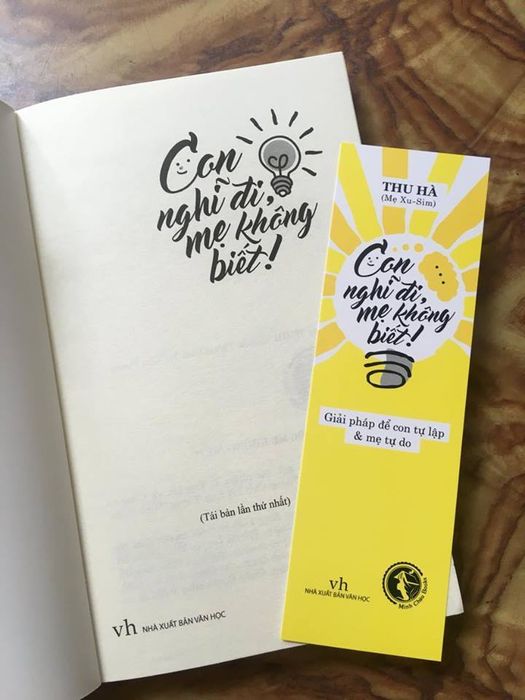 Con
nghĩ đi,
mẹ không
biết!
(Tái bản lần thứ nhất)
vh NHÀ XUẤT BẢN VĂN HỌC
THU HÀ
(Mẹ Xu-Sim)
Con
nghĩ đi,
mẹ không
biết!
Giải pháp để con tự lập
& mẹ tự do
vh
NHÀ XUẤT BẢN VĂN HỌC
Minh Chau Books